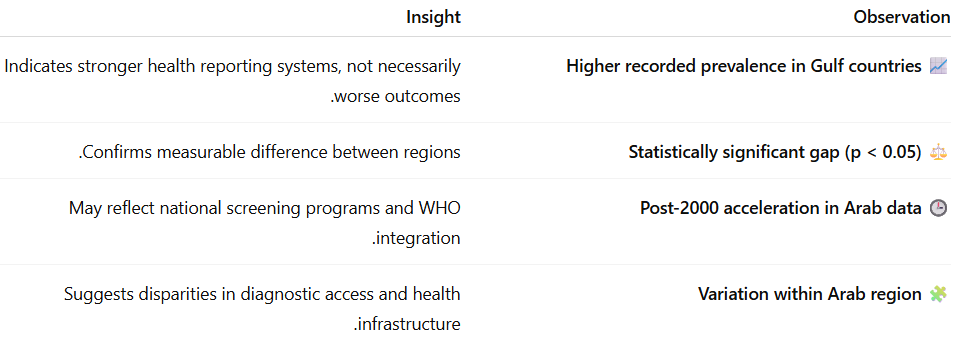 Observation	Insight
📈 Higher recorded prevalence in Gulf countries	Indicates stronger health reporting systems, not necessarily
.worse outcomes
⚖️ Statistically significant gap (p < 0.05)	.Confirms measurable difference between regions
🕒 Post-2000 acceleration in Arab data	May reflect national screening programs and WHO
.integration
🧩 Variation within Arab region	Suggests disparities in diagnostic access and health
.infrastructure